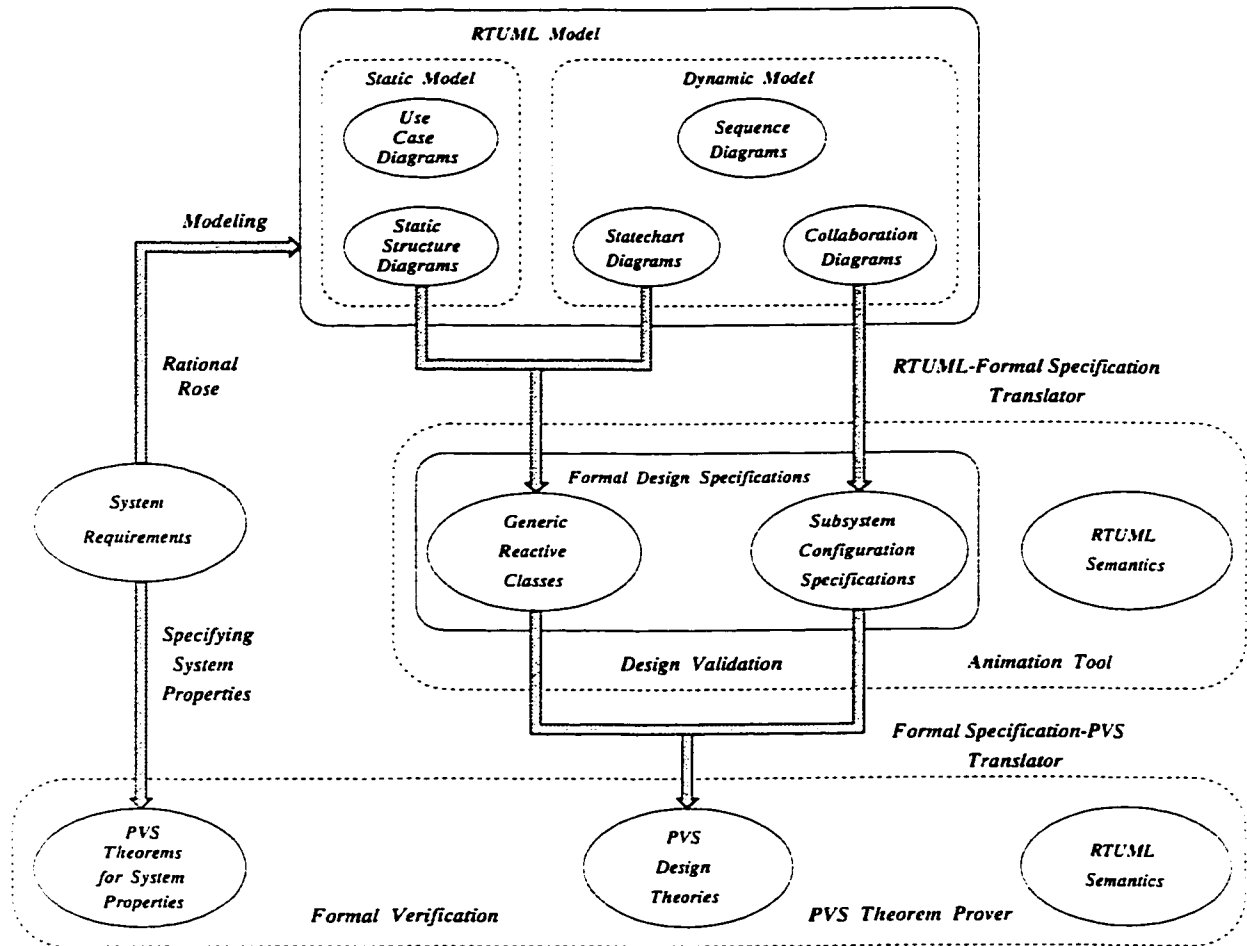 RTUML Model
Static Model
Dynamic Model
Use
Case
Diagrams
Sequence
Diagrams
Modeling
Static
Structure
Diagrams
Statechart
Diagrams
Collaboration
Diagrams
Rational
Rose
RTUML-Formal Specification
Translator
Formal Design Specifications
System
Requirements
Generic
Reactive
Classes
Subsystem
Configuration
Specifications
RTUML
Semantics
Specifying
System
Properties
Design Validation
Animation Tool
Formal Specification-PVS
Translator
PVS
Theorems
for System
Properties
PVS
Design
Theories
RTUML
Semantics
Formal Verification
PVS Theorem Prover